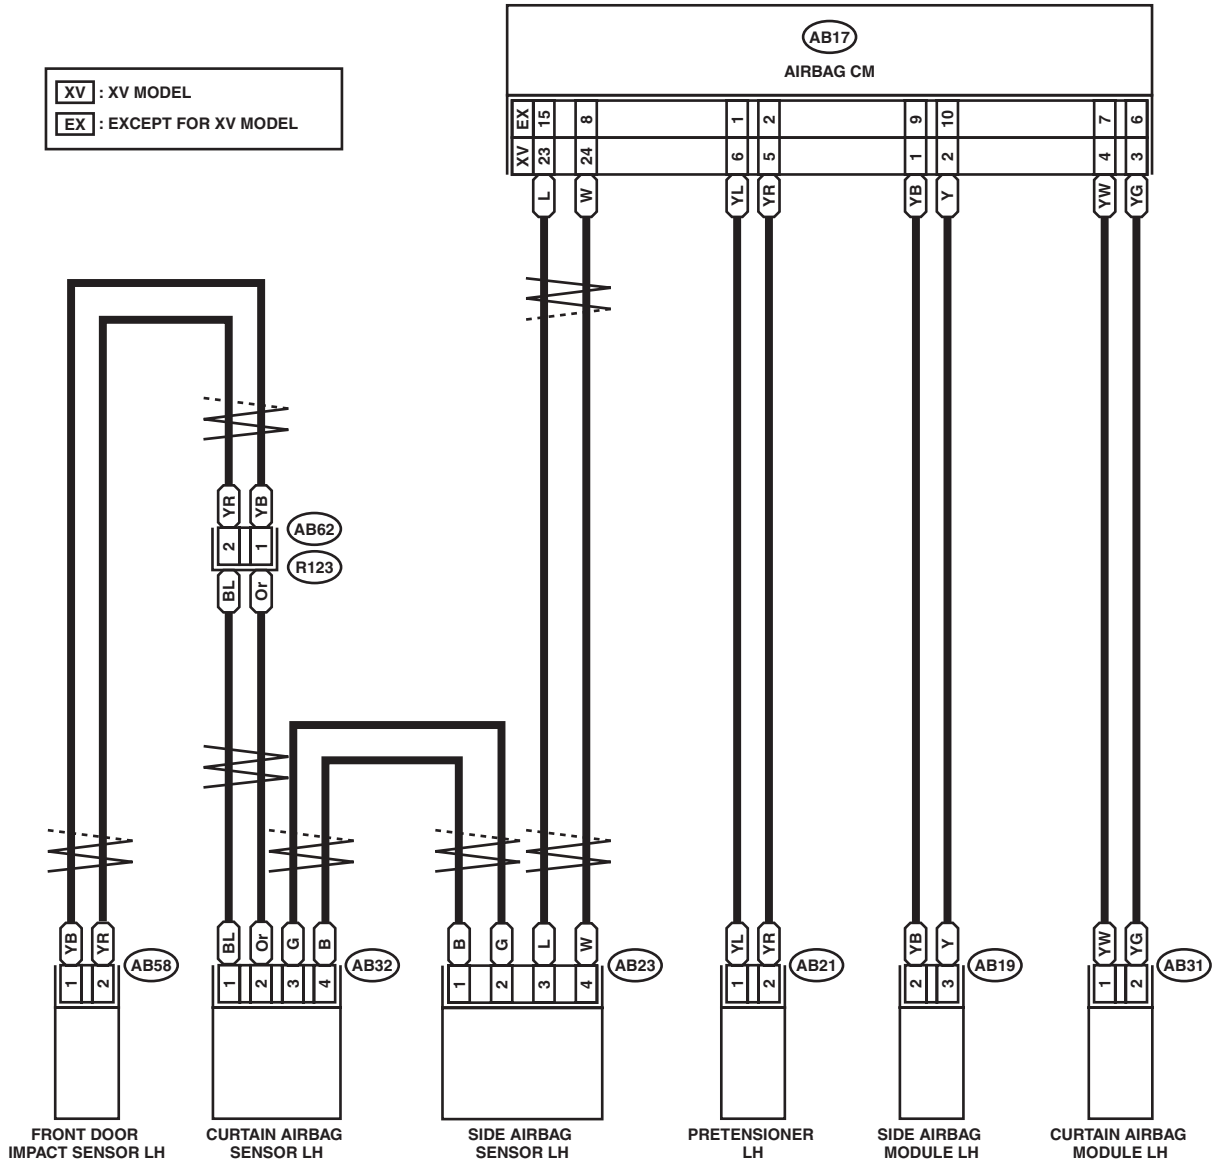 AB17
AIRBAG CM
XV : XV MODEL
EX : EXCEPT FOR XV MODEL
EX 15 8 1 2 9 10 7 6
XV 23 24 6 5 1 2 4 3
L W YL YR YB Y YW YG
YR YB
2 1
AB62
R123
BL Or
YB YR
BL Or G B
B G L W
YL YR
YB Y
YW YG
AB58
AB32
AB23
AB21
AB19
AB31
1 2
1 2 3 4
1 2 3 4
1 2
2 3
1 2
FRONT DOOR
IMPACT SENSOR LH
CURTAIN AIRBAG
SENSOR LH
SIDE AIRBAG
SENSOR LH
PRETENSIONER
LH
SIDE AIRBAG
MODULE LH
CURTAIN AIRBAG
MODULE LH